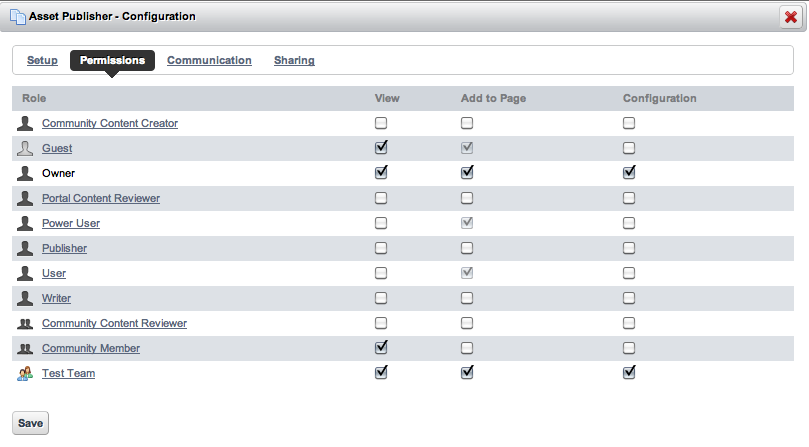 Asset Publisher - Configuration
Setup Permissions Communication Sharing
Role View Add to Page Configuration
Community Content Creator
Guest
Owner
Portal Content Reviewer
Power User
Publisher
User
Writer
Community Content Reviewer
Community Member
Test Team
Save